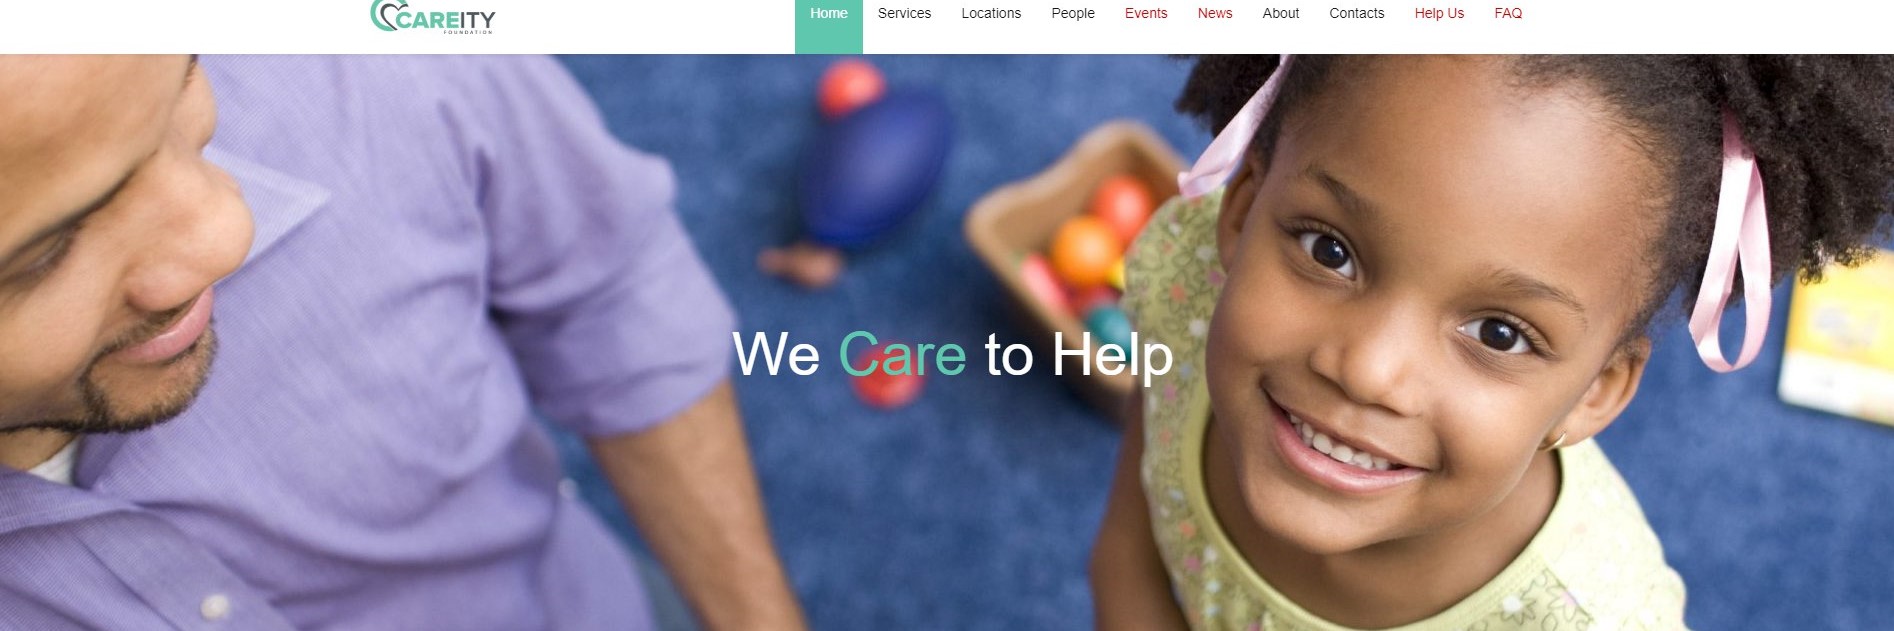 CAREITY
FOUNDATION
Home Services Locations People Events News About Contacts Help Us FAQ
We Care to Help